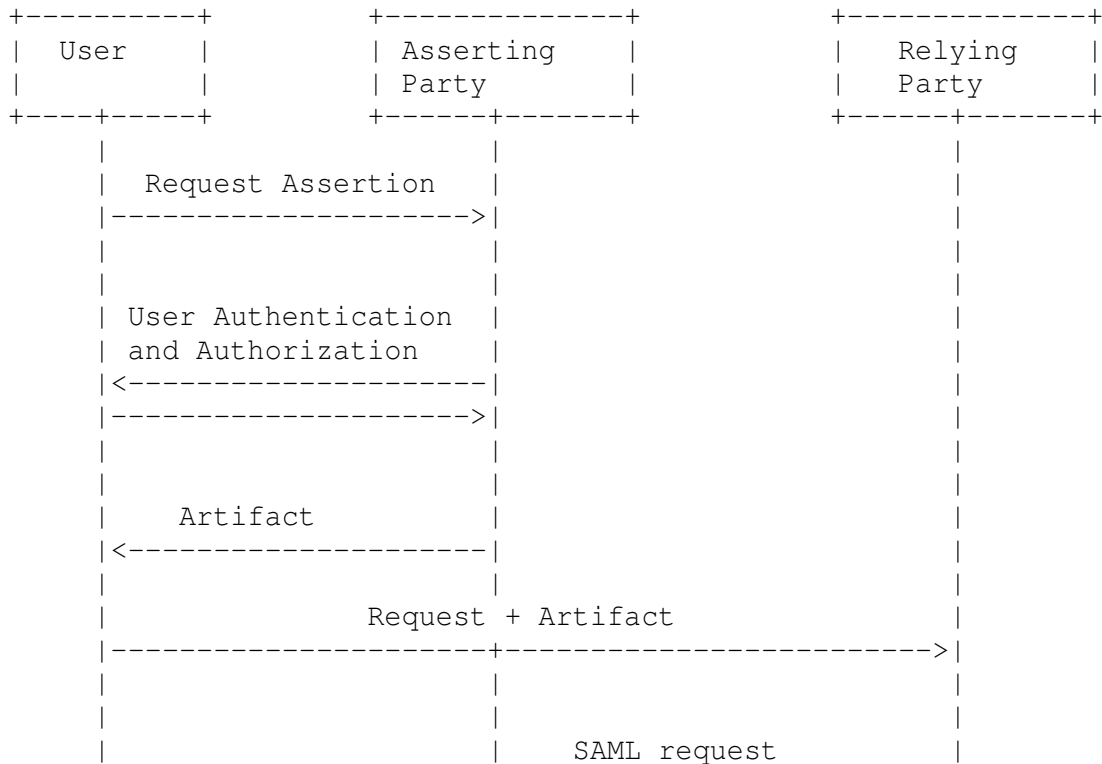 User Asserting Relying
Party Party
Request Assertion
User Authentication
and Authorization
Artifact
Request + Artifact
SAML request